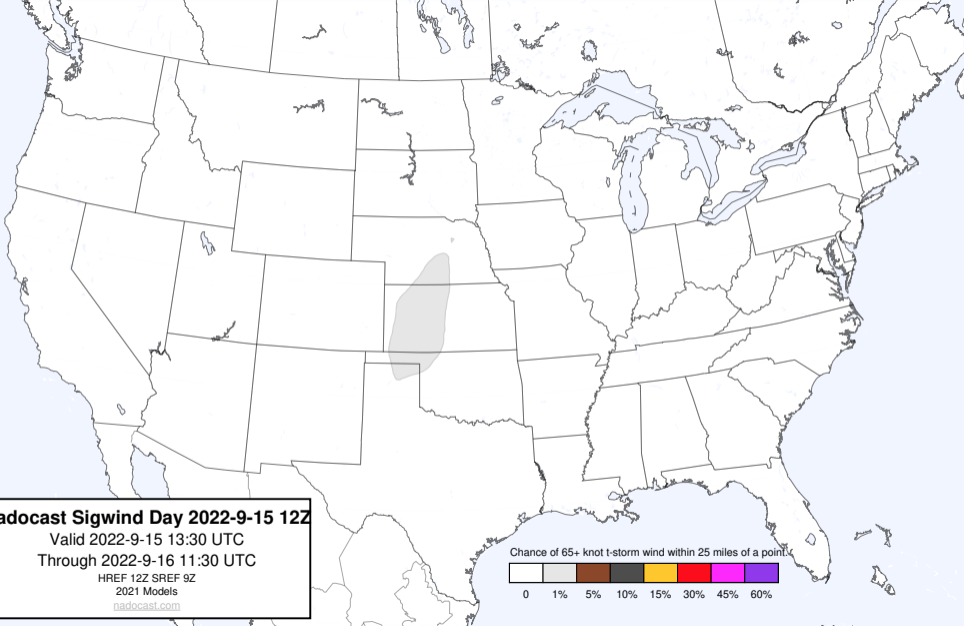 adocast Sigwind Day 2022-9-15 12Z
Valid 2022-9-15 13:30 UTC
Through 2022-9-16 11:30 UTC
HREF 12Z SREF 9Z
2021 Models
nadocast.com
Chance of 65+ knot t-storm wind within 25 miles of a point.
0 1% 5% 10% 15% 30% 45% 60%